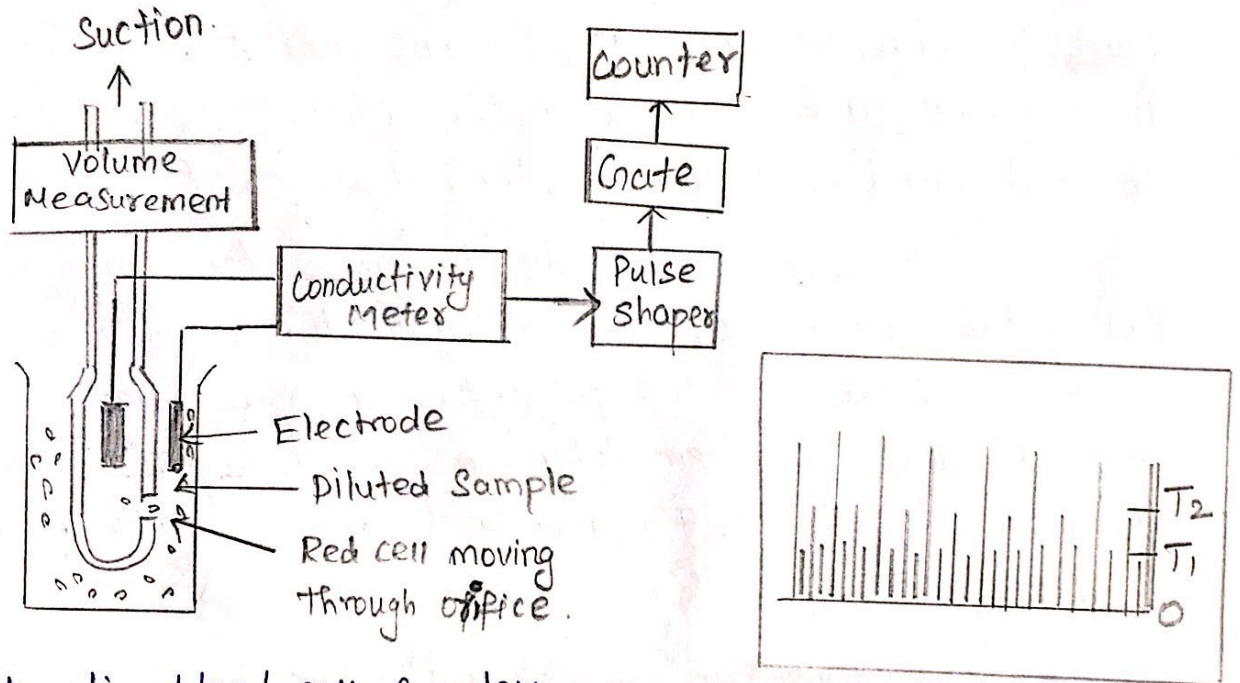 Suction.
Counter
Volume
Measurement
Gate
Conductivity
Meter
Pulse
Shaper
Electrode
Diluted Sample
Red cell moving
through orifice.
T2
T1
0